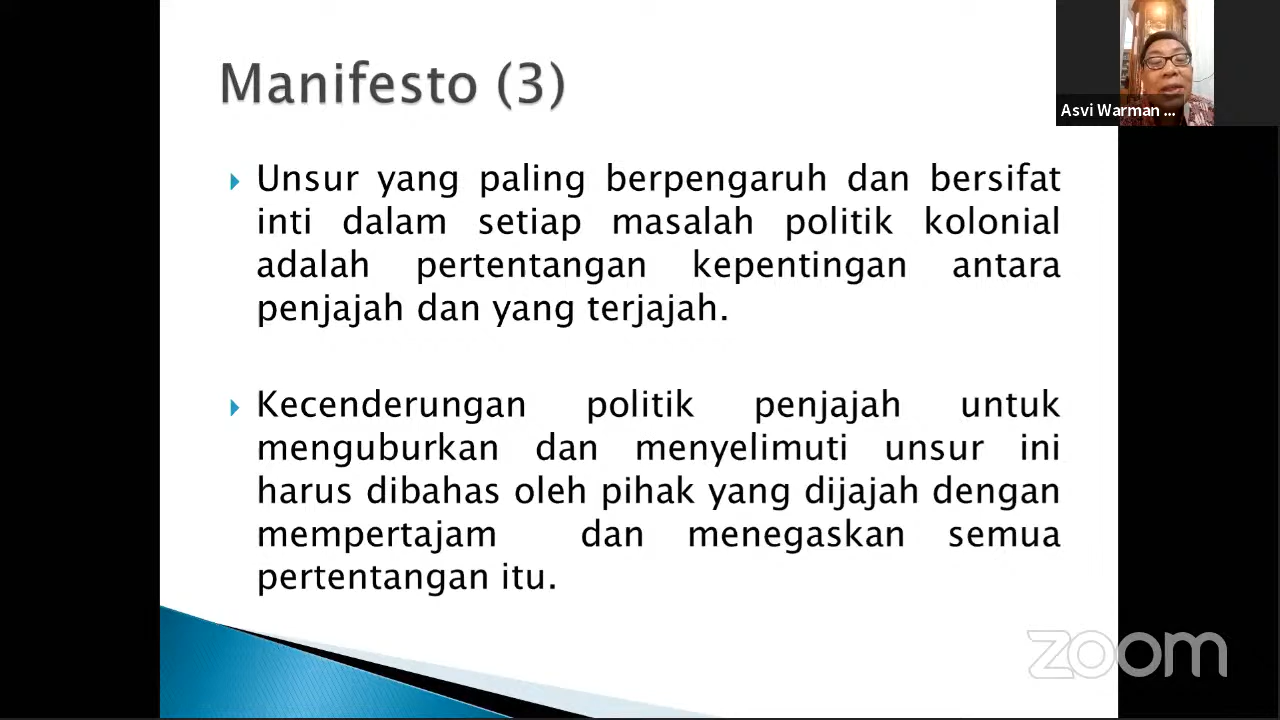 Manifesto (3)
Asvi Warman ...
Unsur yang paling berpengaruh dan bersifat
inti dalam setiap masalah politik kolonial
adalah pertentangan kepentingan antara
penjajah dan yang terjajah.
Kecenderungan politik penjajah untuk
menguburkan dan menyelimuti unsur ini
harus dibahas oleh pihak yang dijajah dengan
mempertajam dan menegaskan semua
pertentangan itu.
zoom